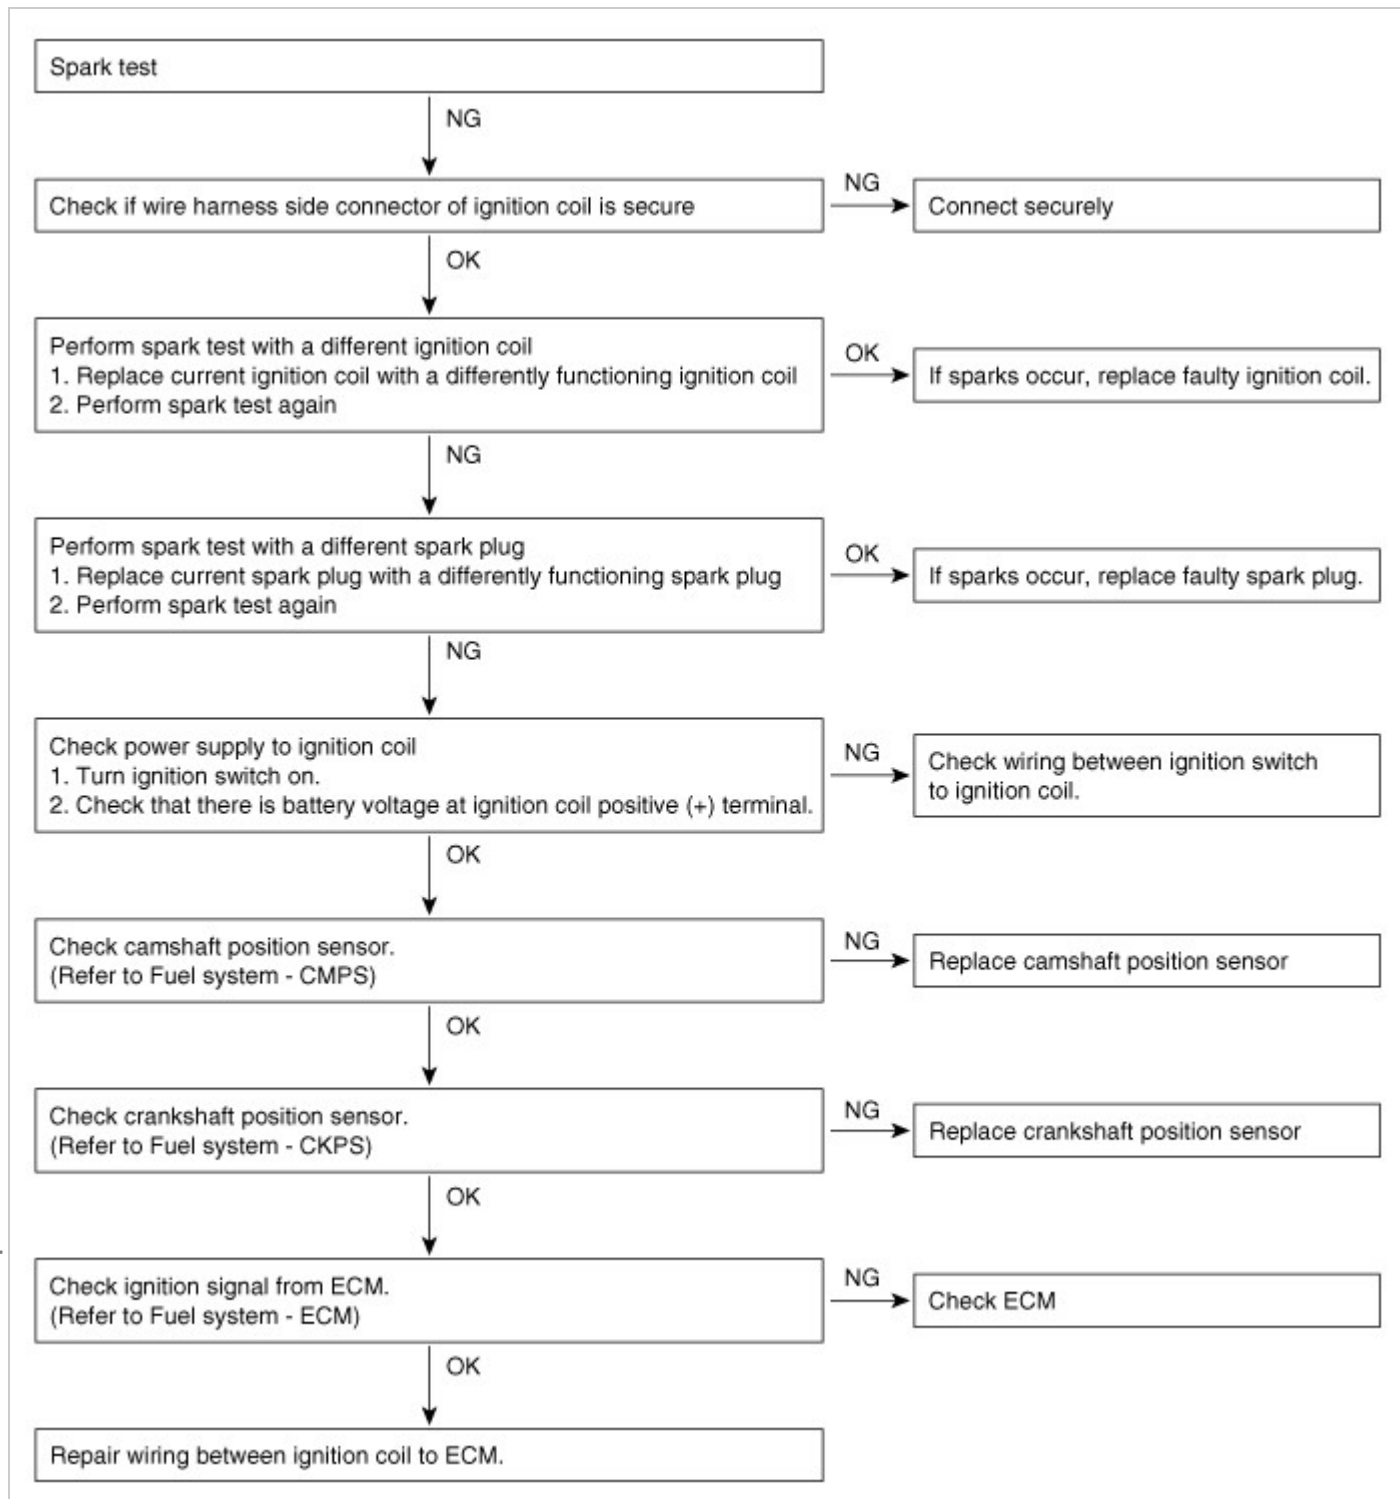 Spark test
NG
Check if wire harness side connector of ignition coil is secure
NG
Connect securely
OK
Perform spark test with a different ignition coil
1. Replace current ignition coil with a differently functioning ignition coil
2. Perform spark test again
OK
If sparks occur, replace faulty ignition coil.
NG
Perform spark test with a different spark plug
1. Replace current spark plug with a differently functioning spark plug
2. Perform spark test again
OK
If sparks occur, replace faulty spark plug.
NG
Check power supply to ignition coil
1. Turn ignition switch on.
2. Check that there is battery voltage at ignition coil positive (+) terminal.
NG
Check wiring between ignition switch
to ignition coil.
OK
Check camshaft position sensor.
(Refer to Fuel system - CMPS)
NG
Replace camshaft position sensor
OK
Check crankshaft position sensor.
(Refer to Fuel system - CKPS)
NG
Replace crankshaft position sensor
OK
Check ignition signal from ECM.
(Refer to Fuel system - ECM)
NG
Check ECM
OK
Repair wiring between ignition coil to ECM.